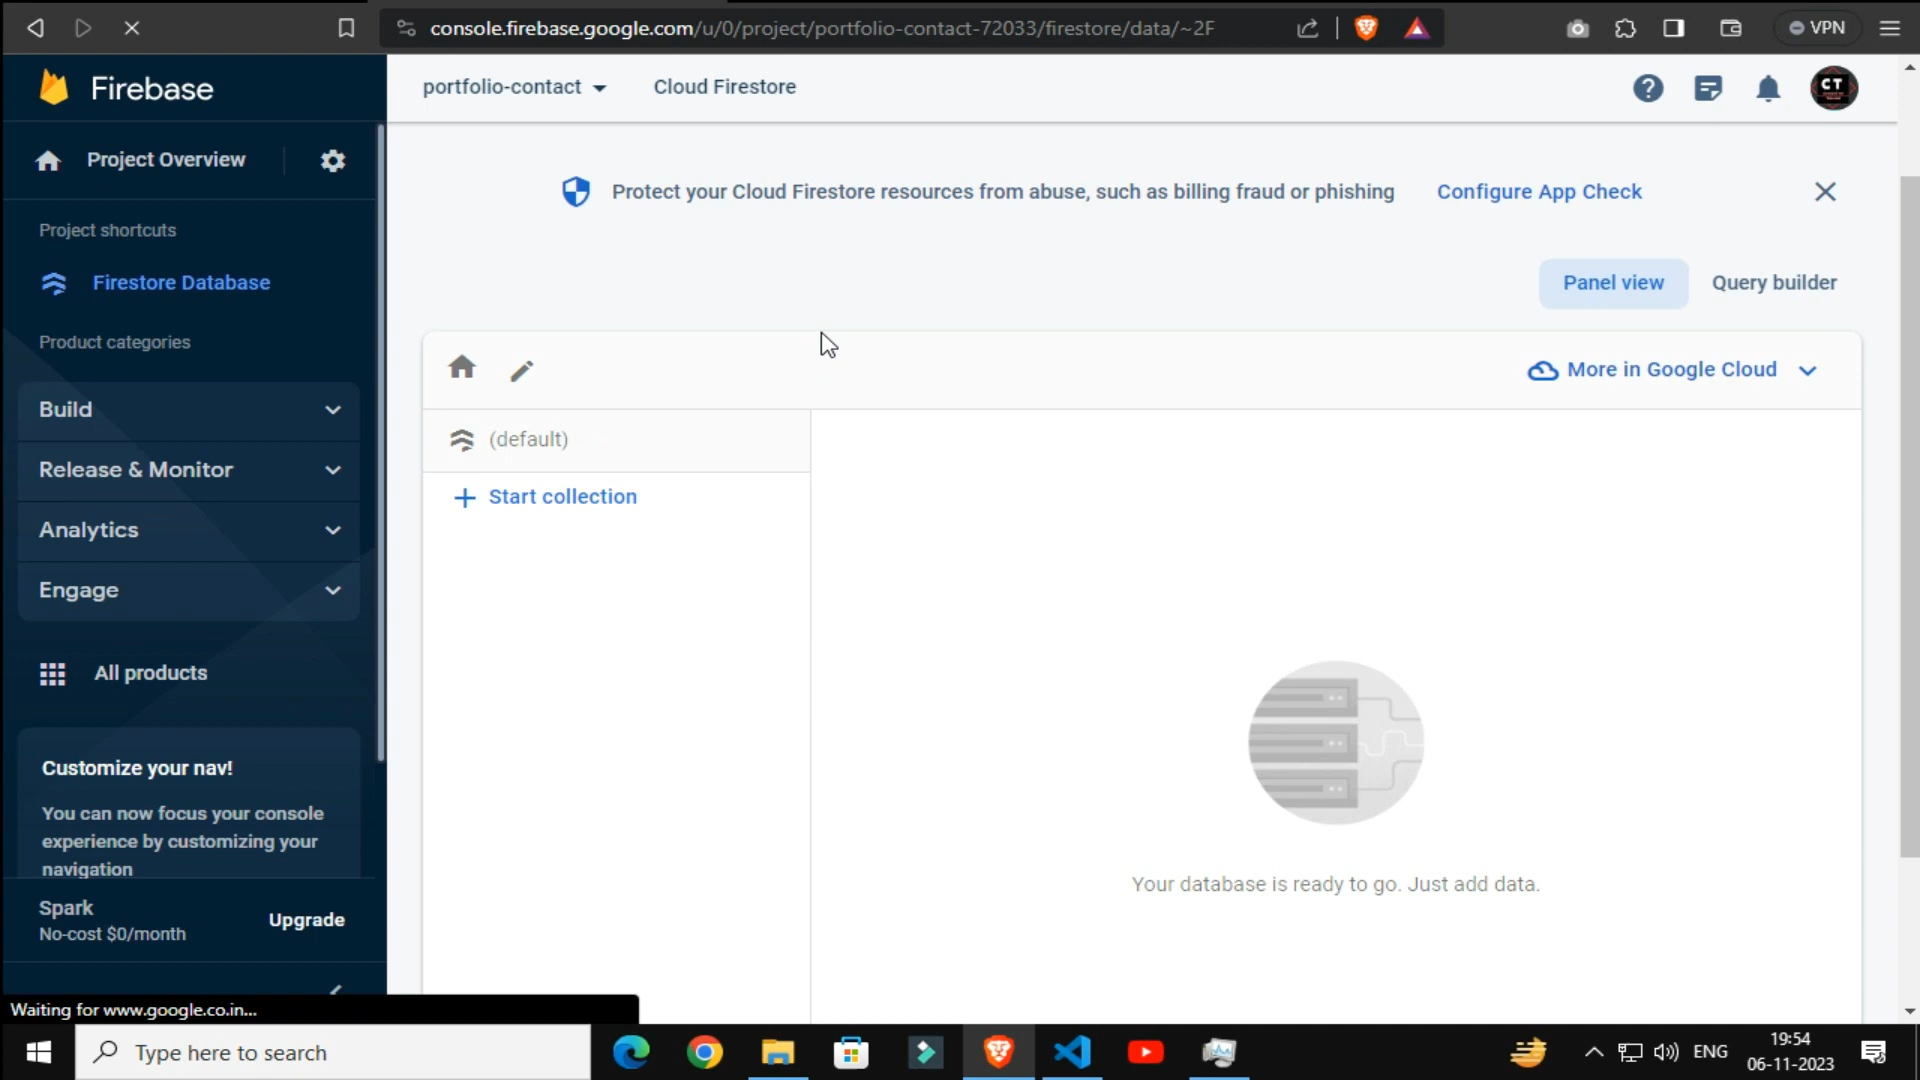 console.firebase.google.com/u/0/project/portfolio-contact-72033/firestore/data/~2F
VPN
Firebase
portfolio-contact
Cloud Firestore
CT
Project Overview
Protect your Cloud Firestore resources from abuse, such as billing fraud or phishing
Configure App Check
Project shortcuts
Firestore Database
Panel view
Query builder
Product categories
More in Google Cloud
Build
(default)
Release & Monitor
Start collection
Analytics
Engage
All products
Customize your nav!
You can now focus your console
experience by customizing your
navigation
Your database is ready to go. Just add data.
Spark
No-cost $0/month
Upgrade
Waiting for www.google.co.in...
Type here to search
ENG
19:54
06-11-2023